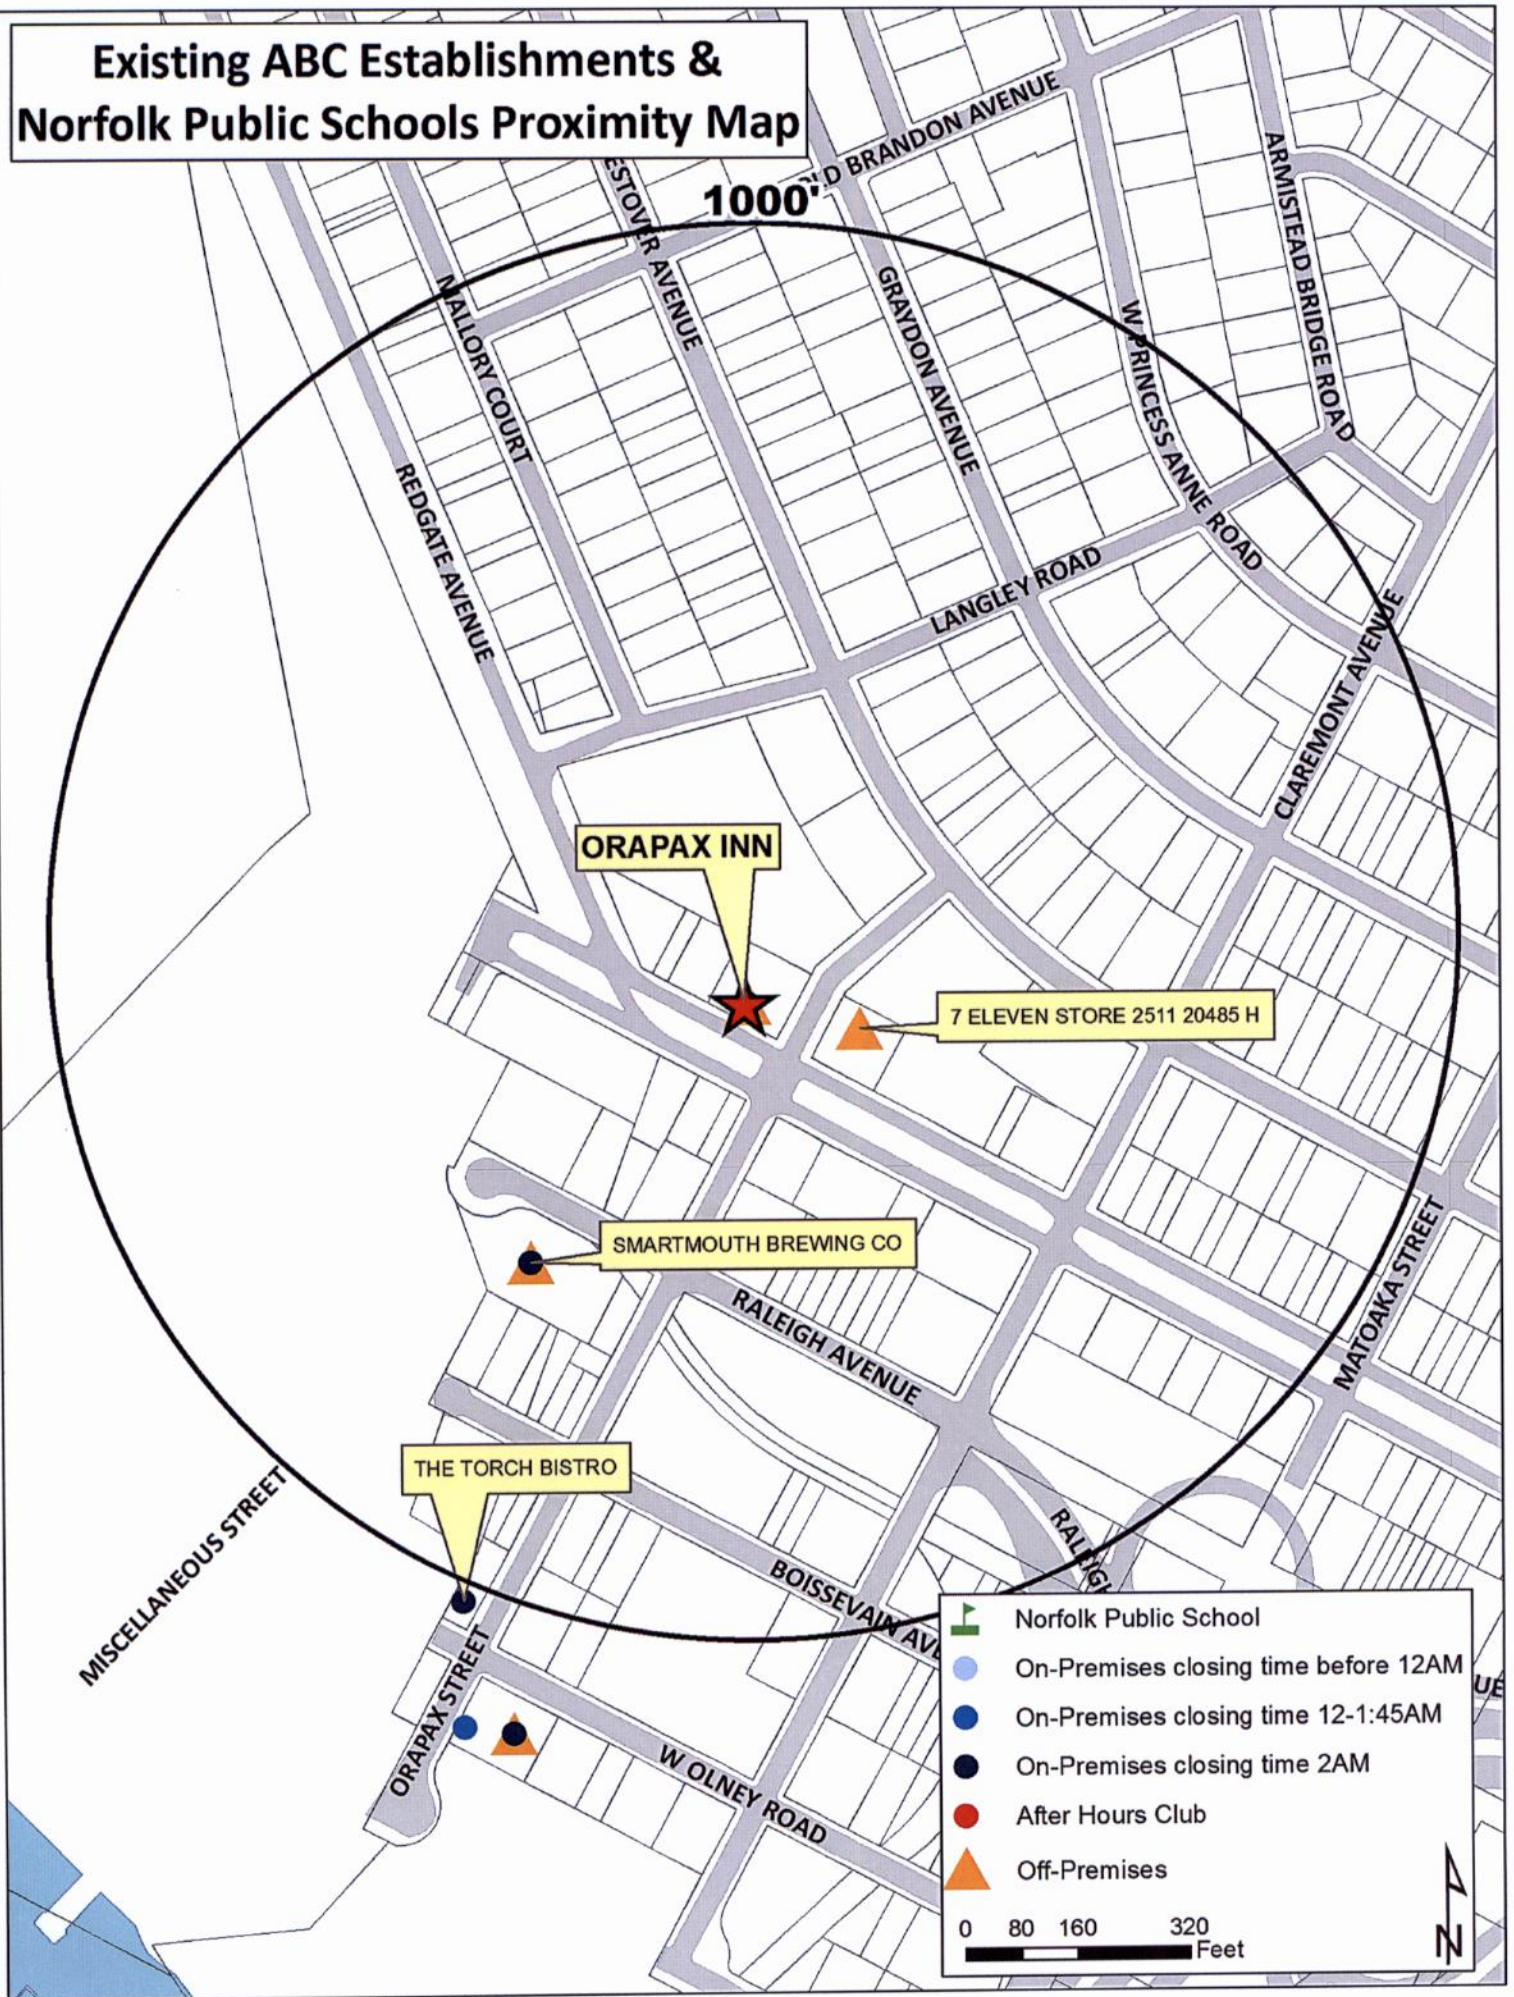 Existing ABC Establishments &
Norfolk Public Schools Proximity Map
1000'
BRANDON AVENUE
ARMISTEAD BRIDGE ROAD
MALLORY COURT
AVENUE
GRAYDON AVENUE
W PRINCESS ANNE ROAD
REDGATE AVENUE
LANGLEY ROAD
CLAREMONT AVENUE
ORAPAX INN
7 ELEVEN STORE 2511 20485 H
SMARTMOUTH BREWING CO
RALEIGH AVENUE
MATOAKA STREET
THE TORCH BISTRO
MISCELLANEOUS STREET
RALEIGH
BOISSEVAIN AVE
UE
ORAPAX STREET
W OLNEY ROAD
Norfolk Public School
On-Premises closing time before 12AM
On-Premises closing time 12-1:45AM
On-Premises closing time 2AM
After Hours Club
Off-Premises
0 80 160 320
Feet
N